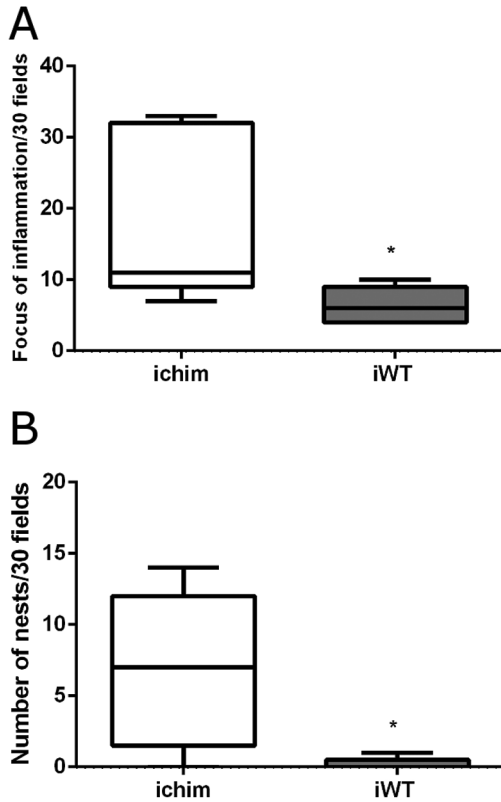 A
Focus of inflammation/30 fields
40
30
20
10
0
*
ichim
iWT
B
Number of nests/30 fields
20
15
10
5
0
*
ichim
iWT